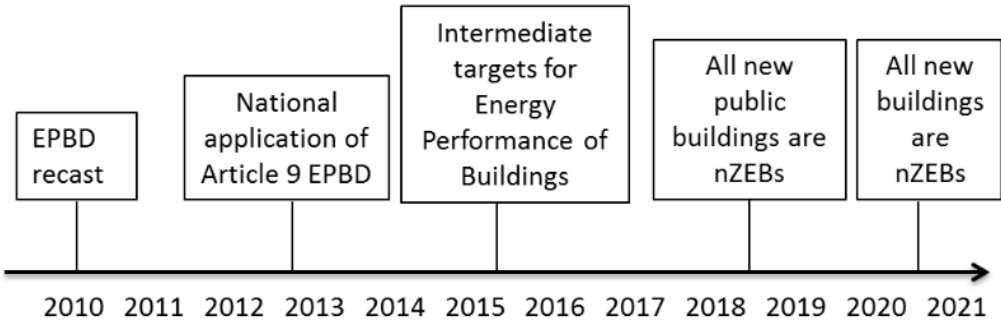 EPBD
recast
National
application of
Article 9 EPBD
Intermediate
targets for
Energy
Performance of
Buildings
All new
public
buildings are
nZEBs
All new
buildings
are
nZEBs
2010 2011 2012 2013 2014 2015 2016 2017 2018 2019 2020 2021